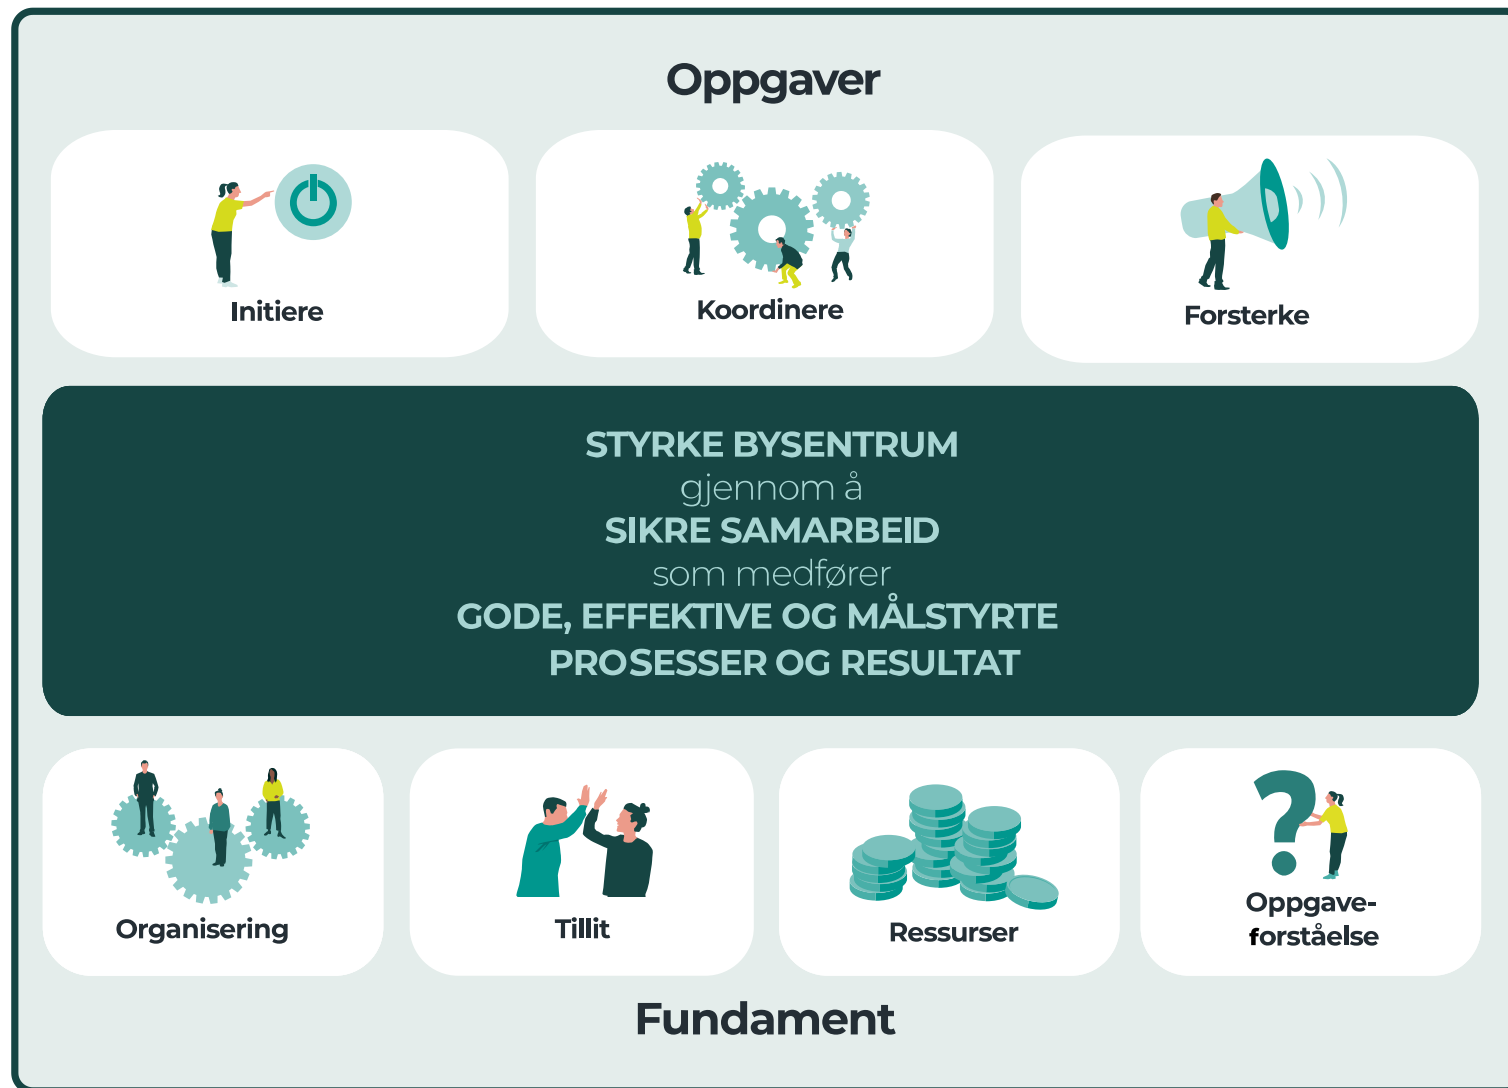 Oppgaver
Initiere
Koordinere
Forsterke
STYRKE BYSENTRUM
gjennom å
SIKRE SAMARBEID
som medfører
GODE, EFFEKTIVE OG MÅLSTYRTE
PROSESSER OG RESULTAT
Organisering
Tillit
Ressurser
Oppgave-
forståelse
Fundament